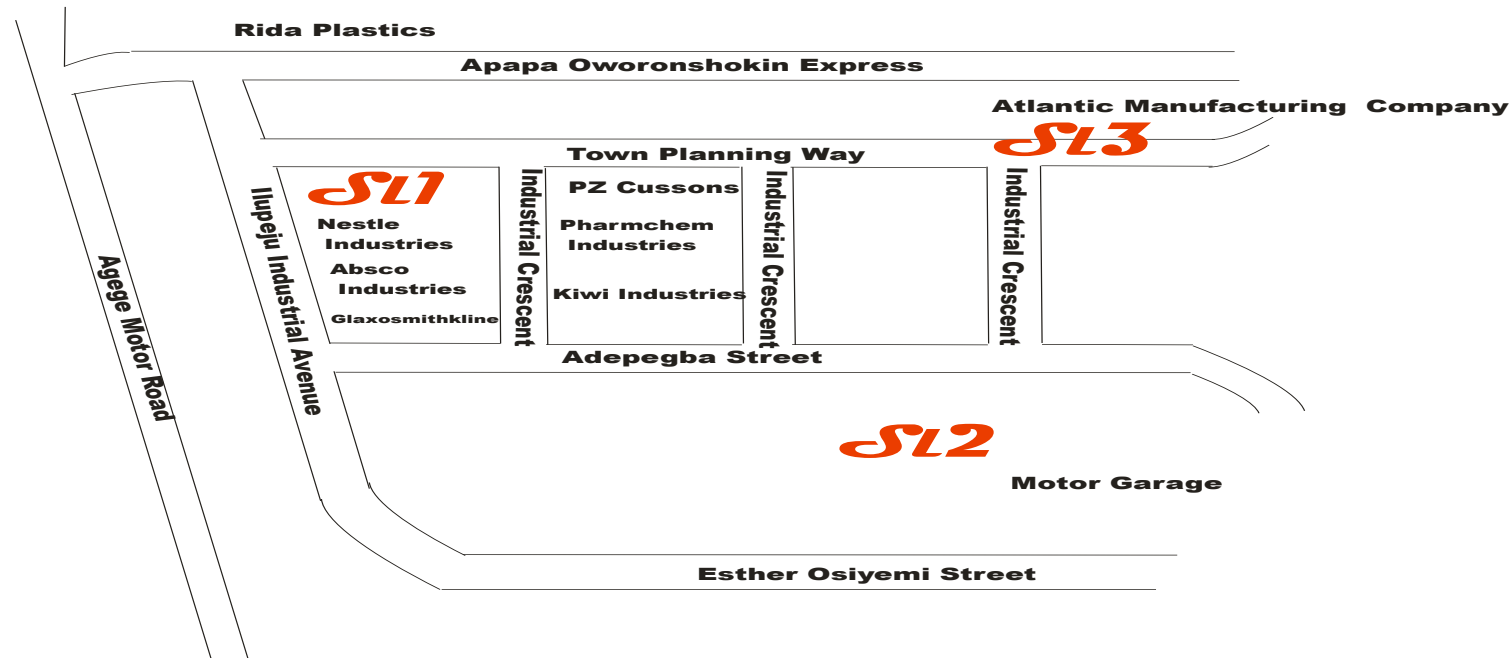 Rida Plastics
Apapa Oworonshokin Express
Atlantic Manufacturing Company
SL3
Town Planning Way
SL1
Nestle
Industries
Absco
Industries
Glaxosmithkline
Industrial Crescent
PZ Cussons
Pharmchem
Industries
Kiwi Industries
Industrial Crescent
Industrial Crescent
Ilupeju Industrial Avenue
Agege Motor Road
Adepegba Street
SL2
Motor Garage
Esther Osiyemi Street